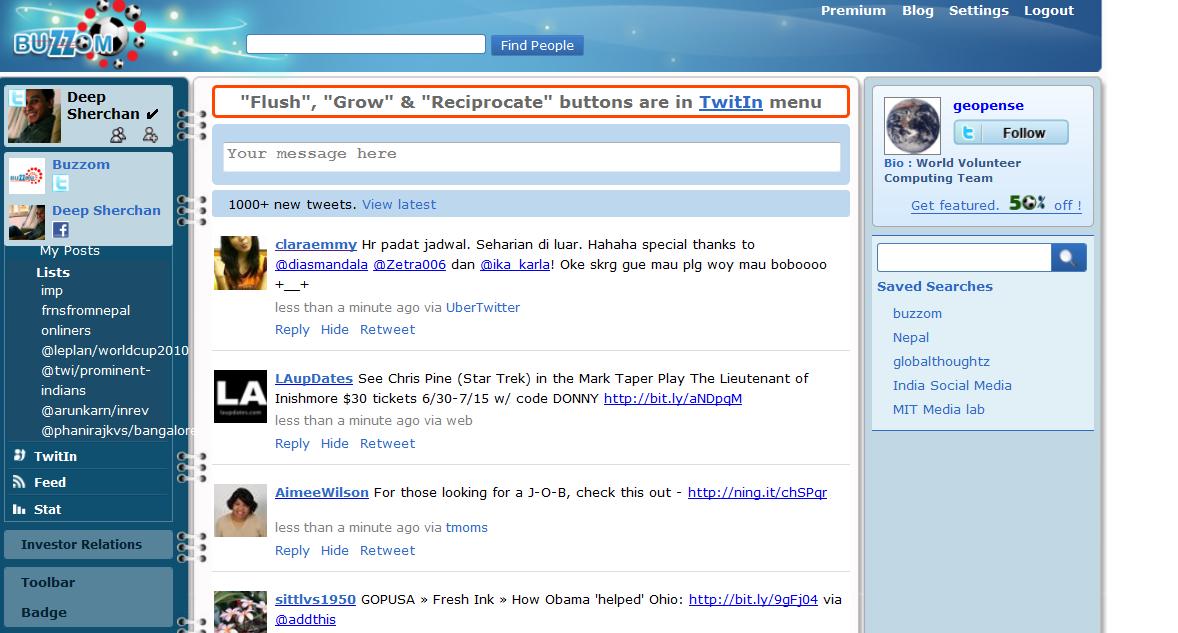 BUZZOM
Find People
Premium Blog Settings Logout
Deep
Sherchan
Buzzom
Deep Sherchan
My Posts
Lists
imp
frnsfromnepal
onliners
@leplan/worldcup2010
@twi/prominent-
indians
@arunkarn/inrev
@phanirajkvs/bangalore
TwitIn
Feed
Stat
Investor Relations
Toolbar
Badge
"Flush", "Grow" & "Reciprocate" buttons are in TwitIn menu
Your message here
1000+ new tweets. View latest
claraemmy Hr padat jadwal. Seharian di luar. Hahaha special thanks to
@diasmandala @Zetra006 dan @ika_karla! Oke skrg gue mau plg woy mau boboooo
+__+
less than a minute ago via UberTwitter
Reply Hide Retweet
LA
laupdates.com
LAupDates See Chris Pine (Star Trek) in the Mark Taper Play The Lieutenant of
Inishmore $30 tickets 6/30-7/15 w/ code DONNY http://bit.ly/aNDpqM
less than a minute ago via web
Reply Hide Retweet
AimeeWilson For those looking for a J-O-B, check this out - http://ning.it/chSPqr
less than a minute ago via tmoms
Reply Hide Retweet
sittlvs1950 GOPUSA » Fresh Ink » How Obama 'helped' Ohio: http://bit.ly/9gFj04 via
@addthis
geopense
Follow
Bio : World Volunteer
Computing Team
Get featured. 50% off !
Saved Searches
buzzom
Nepal
globalthoughtz
India Social Media
MIT Media lab